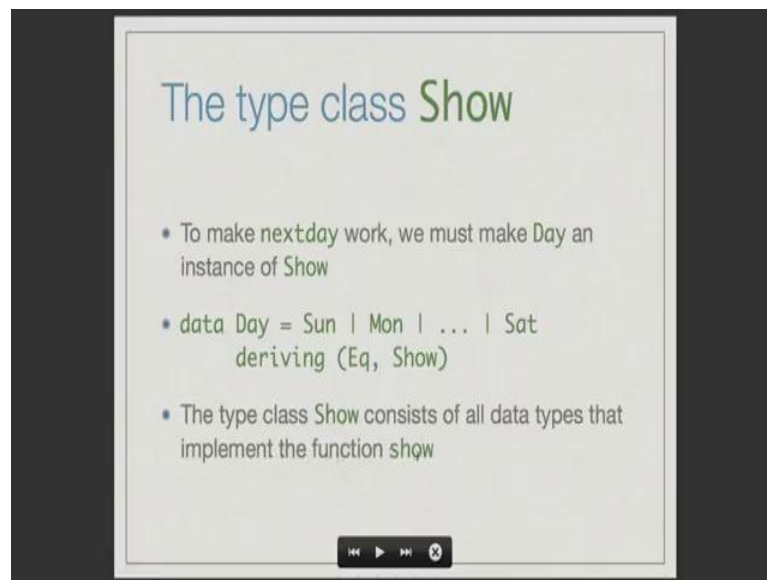 The type class Show
• To make nextday work, we must make Day an
instance of Show
• data Day = Sun | Mon | ... | Sat
deriving (Eq, Show)
• The type class Show consists of all data types that
implement the function show